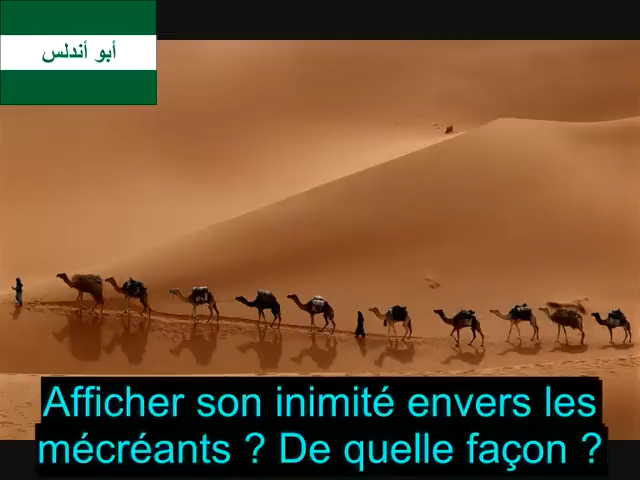 أبو أندلس
Afficher son inimité envers les
mécréants ? De quelle façon ?